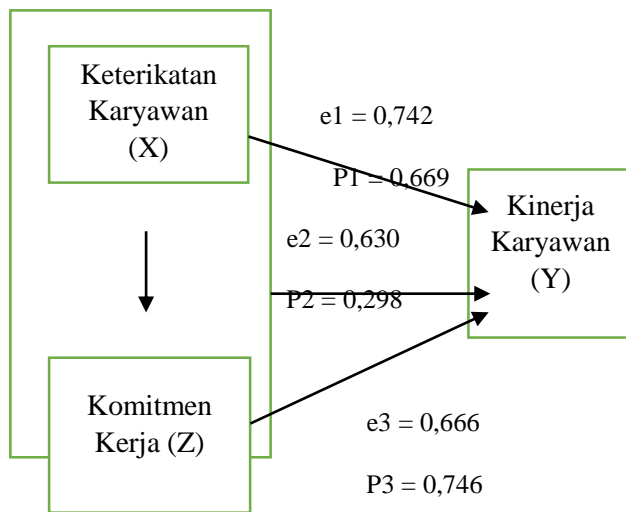 Keterikatan
Karyawan
(X)
e1 = 0,742
P1 = 0,669
Kinerja
Karyawan
(Y)
e2 = 0,630
P2 = 0,298
Komitmen
Kerja (Z)
e3 = 0,666
P3 = 0,746